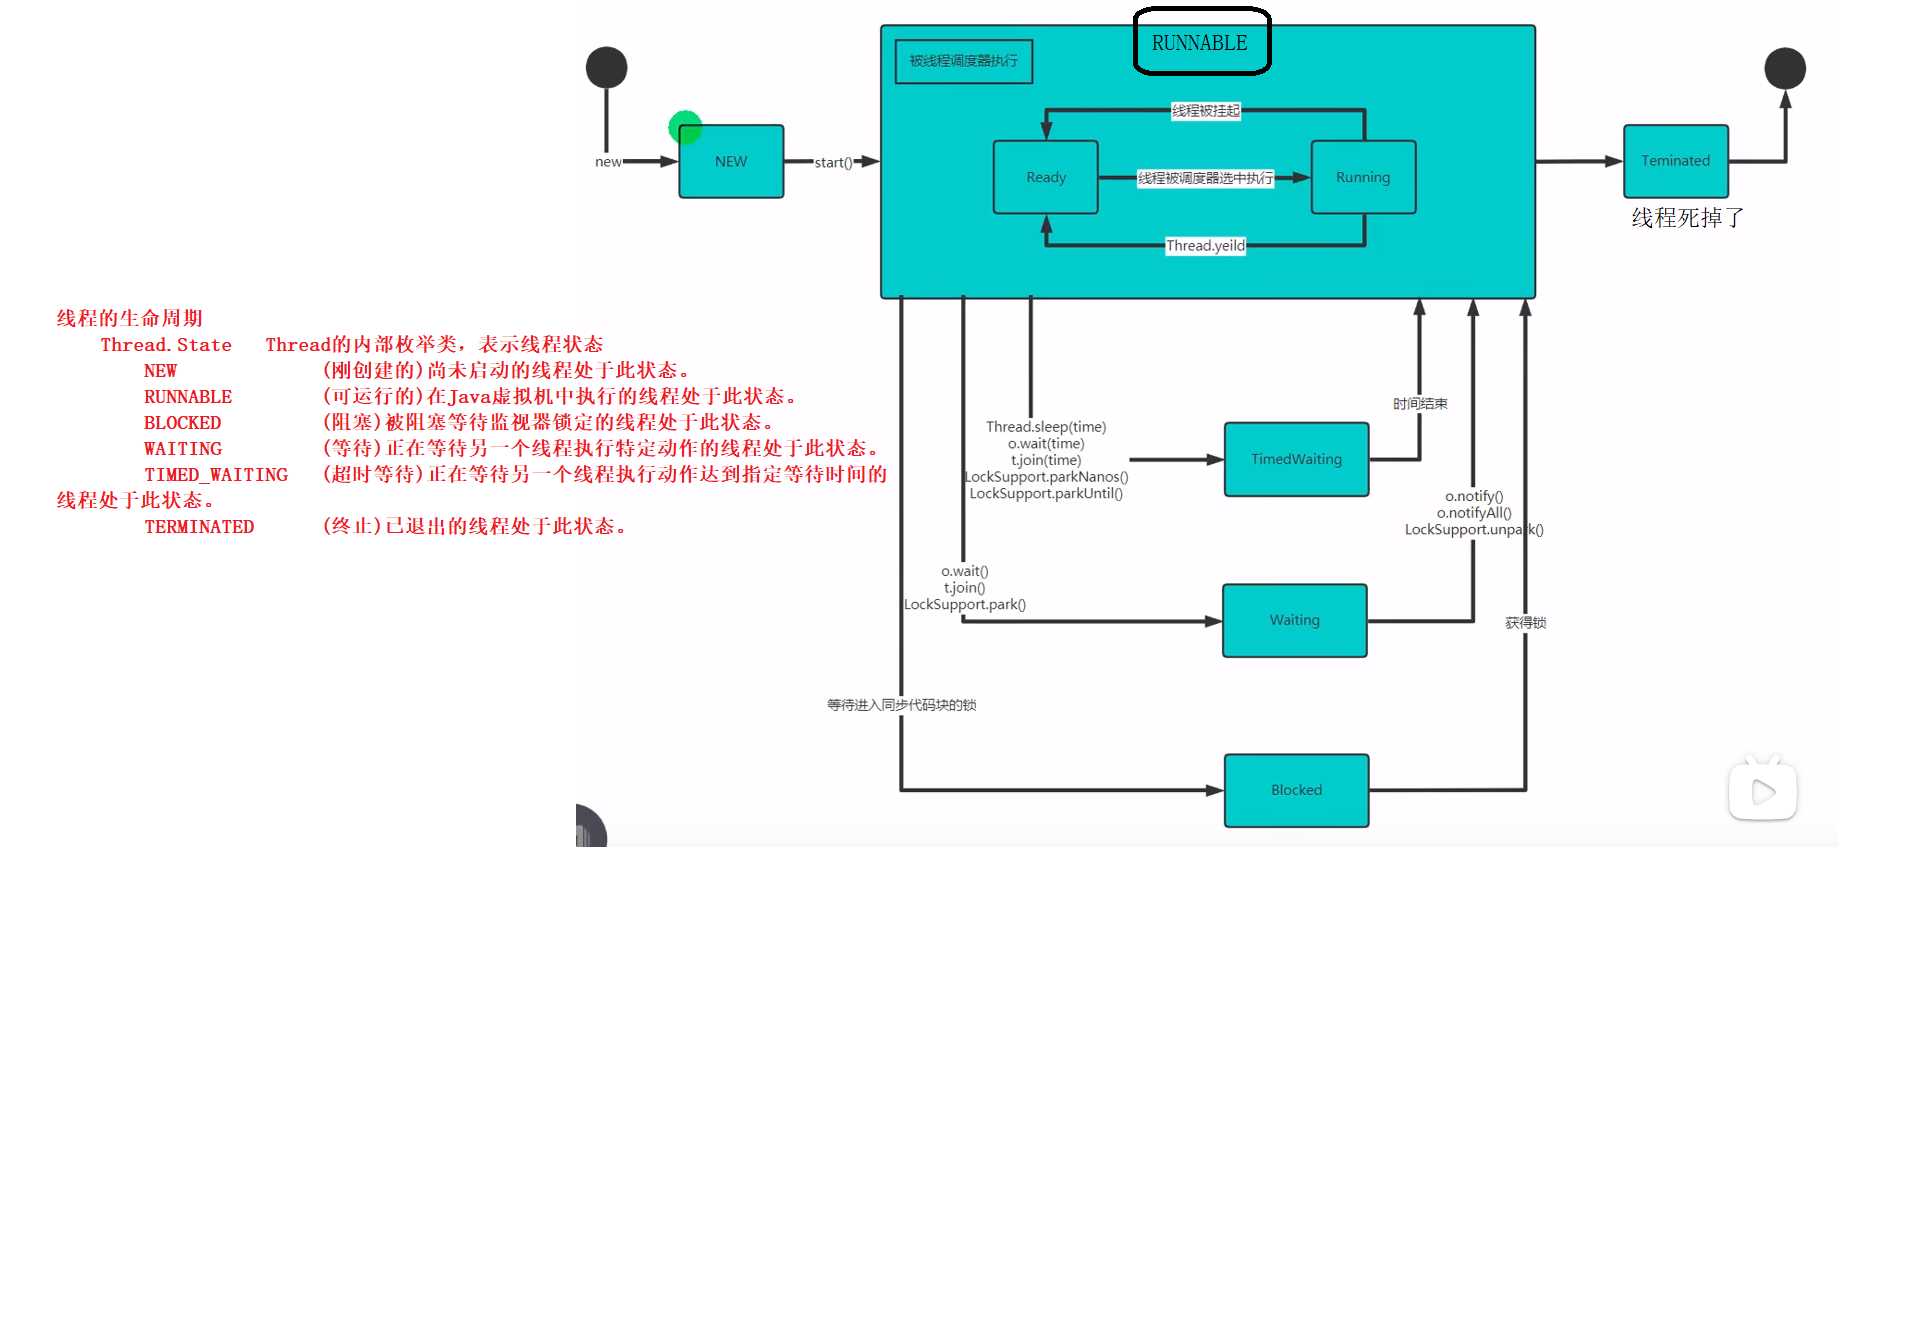 RUNNABLE
被线程调度器执行
线程被挂起
new
NEW
start()
Ready
线程被调度器选中执行
Running
Teminated
线程死掉了
Thread.yeild
线程的生命周期
Thread.State Thread的内部枚举类，表示线程状态
NEW (刚创建的)尚未启动的线程处于此状态。
RUNNABLE (可运行的)在Java虚拟机中执行的线程处于此状态。
BLOCKED (阻塞)被阻塞等待监视器锁定的线程处于此状态。
WAITING (等待)正在等待另一个线程执行特定动作的线程处于此状态。
TIMED_WAITING (超时等待)正在等待另一个线程执行动作达到指定等待时间的
线程处于此状态。
TERMINATED (终止)已退出的线程处于此状态。
时间结束
Thread.sleep(time)
o.wait(time)
t.join(time)
LockSupport.parkNanos()
LockSupport.parkUntil()
TimedWaiting
o.notify()
o.notifyAll()
LockSupport.unpark()
o.wait()
t.join()
LockSupport.park()
Waiting
获得锁
等待进入同步代码块的锁
Blocked